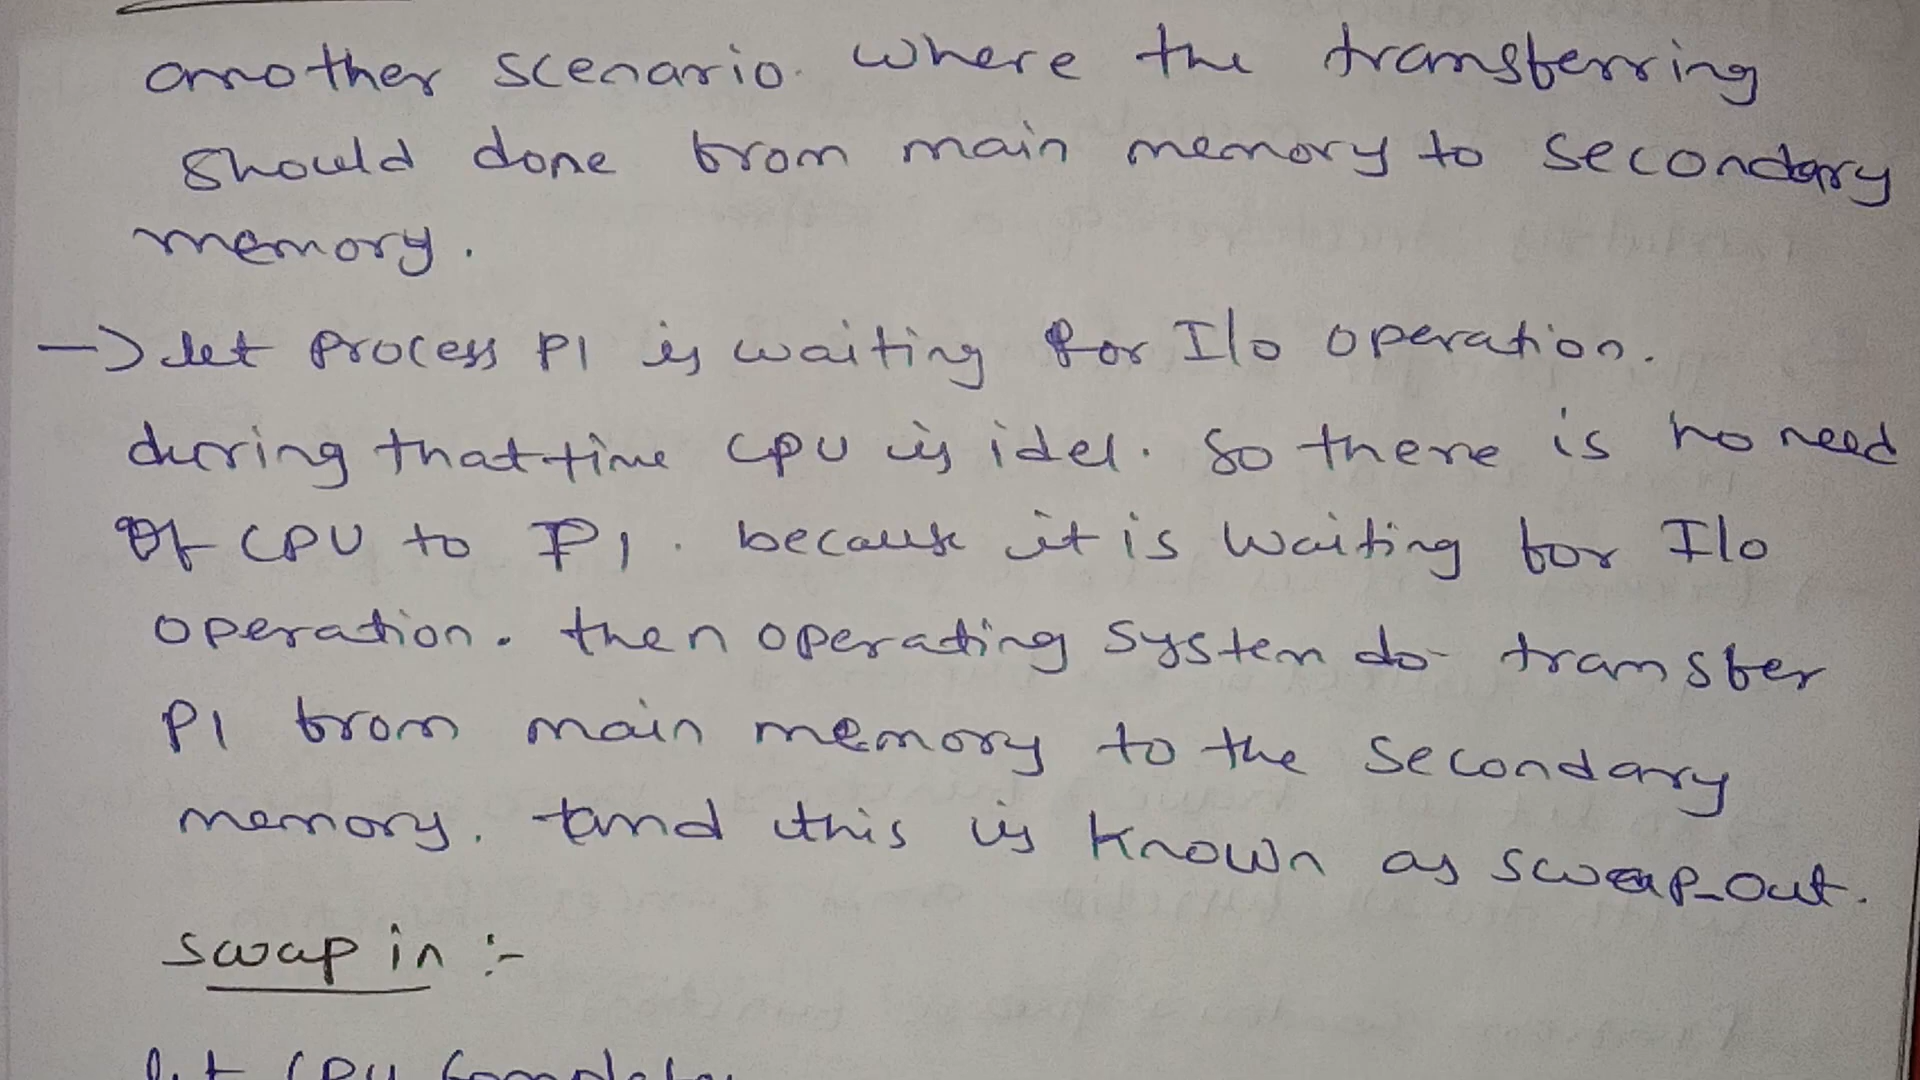 another scenario. where the transferring
should done from main memory to secondary
memory.
-> let process P1 is waiting for I/o operation.
during that time cpu is idel. So there is no need
of CPU to P1. because it is waiting for I/o
operation. then operating system do transfer
P1 from main memory to the secondary
memory. and this is known as swap-out.
swap in :-
let CPU Complete